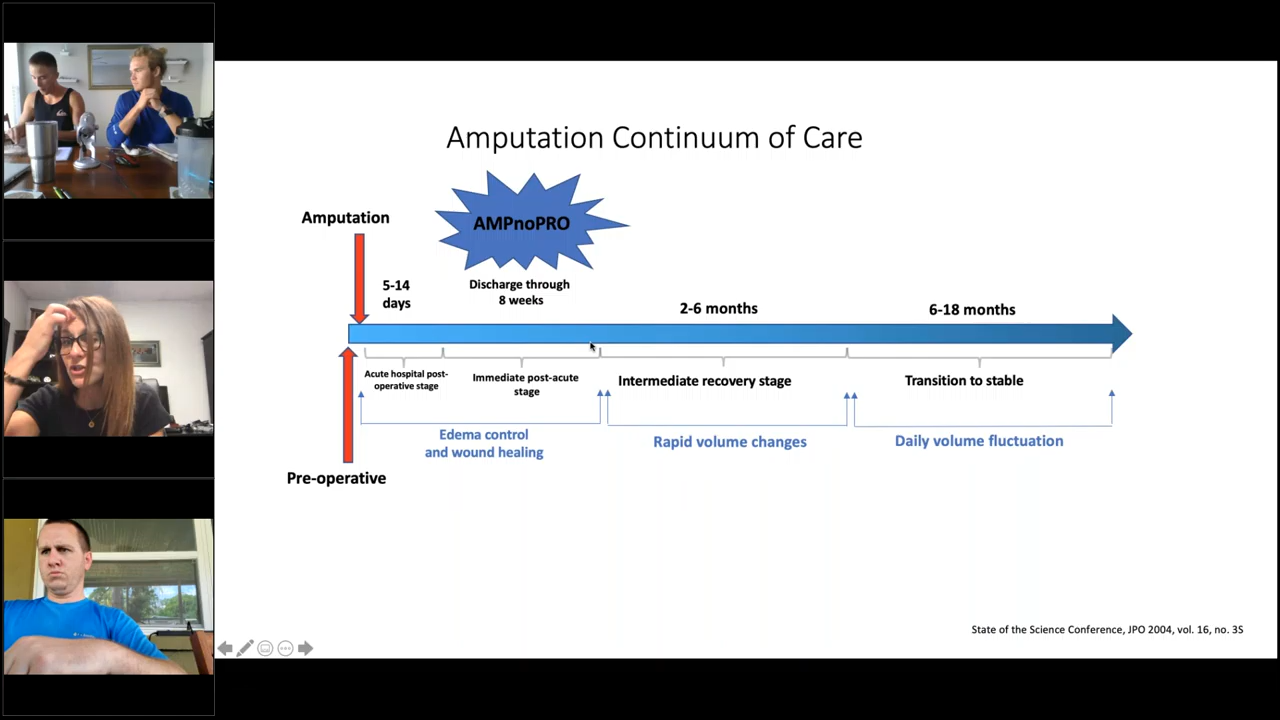 Amputation Continuum of Care
AMPnoPRO
Amputation
5-14
days
Discharge through
8 weeks
2-6 months
6-18 months
Acute hospital post-
operative stage
Immediate post-acute
stage
Intermediate recovery stage
Transition to stable
Edema control
and wound healing
Rapid volume changes
Daily volume fluctuation
Pre-operative
State of the Science Conference, JPO 2004, vol. 16, no. 3S